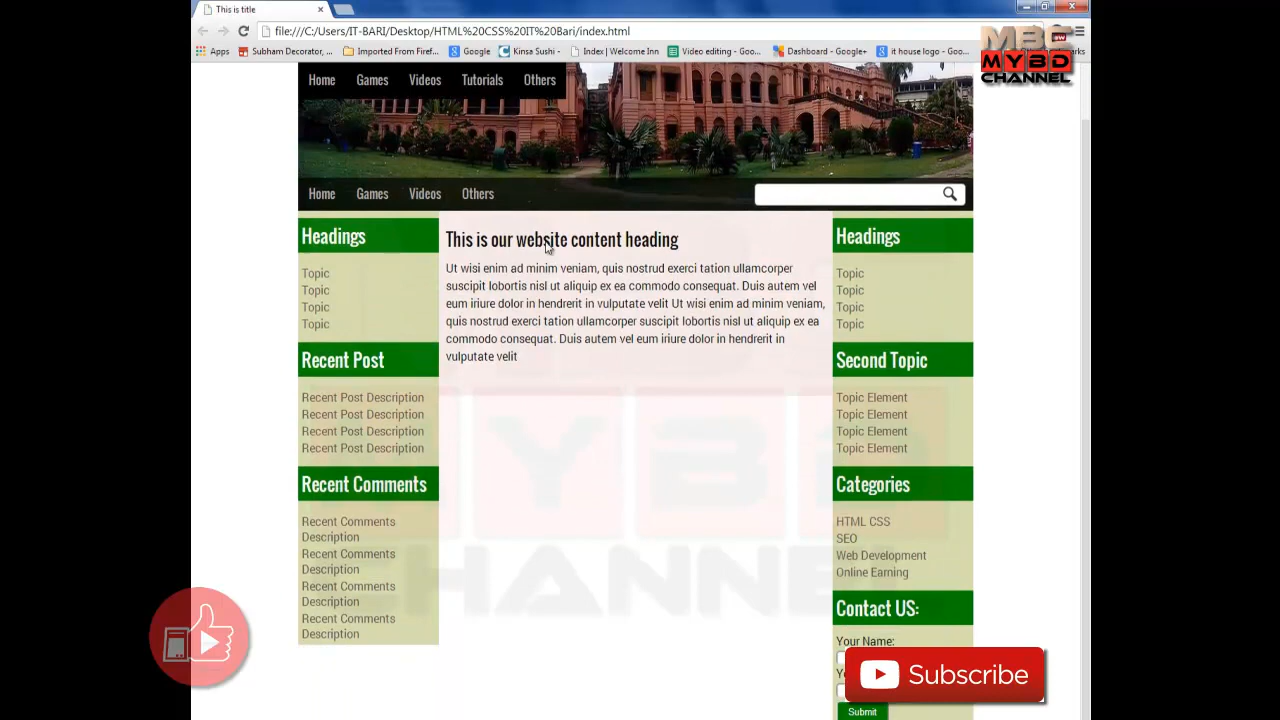 This is title
file:///C:/Users/IT-BARI/Desktop/HTML%20CSS%20IT%20Bari/index.html
Apps Subham Decorator, ... Imported From Firef... Google Kinsa Sushi - Index | Welcome Inn Video editing - Goo... Dashboard - Google+ it house logo - Goo...
MBC
MYBD
CHANNEL
Home Games Videos Tutorials Others
Home Games Videos Others
Headings
Topic
Topic
Topic
Topic
Recent Post
Recent Post Description
Recent Post Description
Recent Post Description
Recent Post Description
Recent Comments
Recent Comments
Description
Recent Comments
Description
Recent Comments
Description
Recent Comments
Description
This is our website content heading
Ut wisi enim ad minim veniam, quis nostrud exerci tation ullamcorper
suscipit lobortis nisl ut aliquip ex ea commodo consequat. Duis autem vel
eum iriure dolor in hendrerit in vulputate velit Ut wisi enim ad minim veniam,
quis nostrud exerci tation ullamcorper suscipit lobortis nisl ut aliquip ex ea
commodo consequat. Duis autem vel eum iriure dolor in hendrerit in
vulputate velit
MYBD
CHANNEL
Headings
Topic
Topic
Topic
Topic
Second Topic
Topic Element
Topic Element
Topic Element
Topic Element
Categories
HTML CSS
SEO
Web Development
Online Earning
Contact US:
Your Name:
Submit
Subscribe